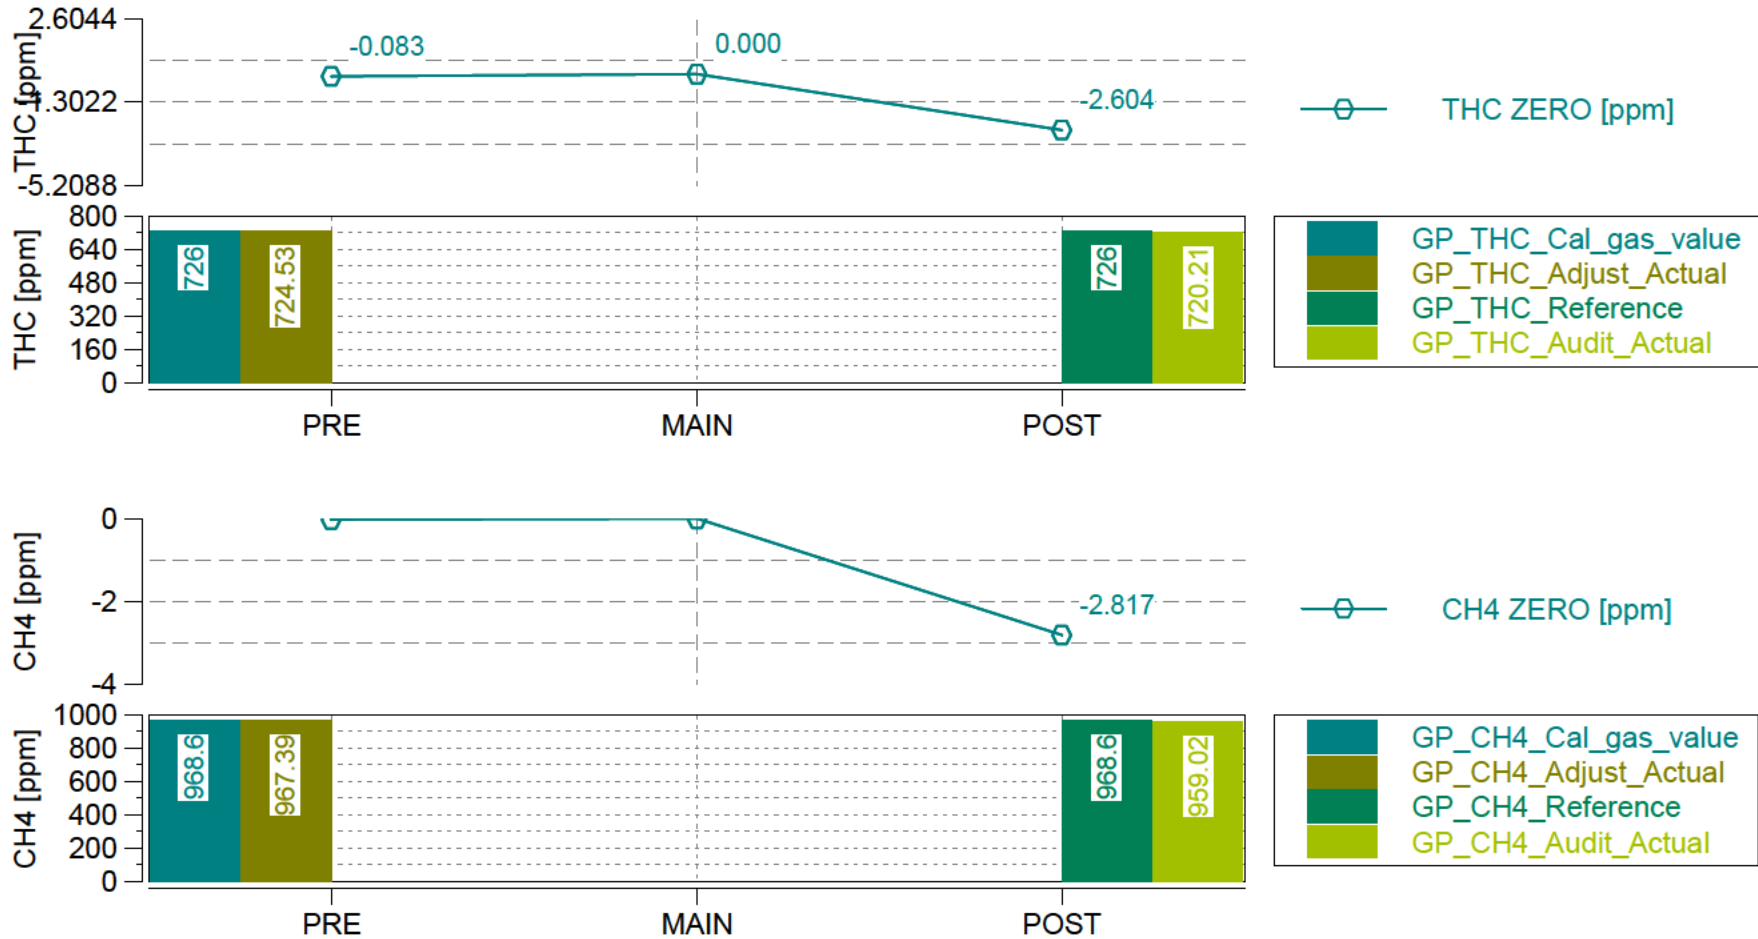 2.6044
-1.3022
-5.2088
THC [ppm]
-0.083
0.000
-2.604
THC ZERO [ppm]
800
640
480
320
160
0
THC [ppm]
726
724.53
726
720.21
GP_THC_Cal_gas_value
GP_THC_Adjust_Actual
GP_THC_Reference
GP_THC_Audit_Actual
PRE
MAIN
POST
0
-2
-4
CH4 [ppm]
-2.817
CH4 ZERO [ppm]
1000
800
600
400
200
0
CH4 [ppm]
968.6
967.39
968.6
959.02
GP_CH4_Cal_gas_value
GP_CH4_Adjust_Actual
GP_CH4_Reference
GP_CH4_Audit_Actual
PRE
MAIN
POST